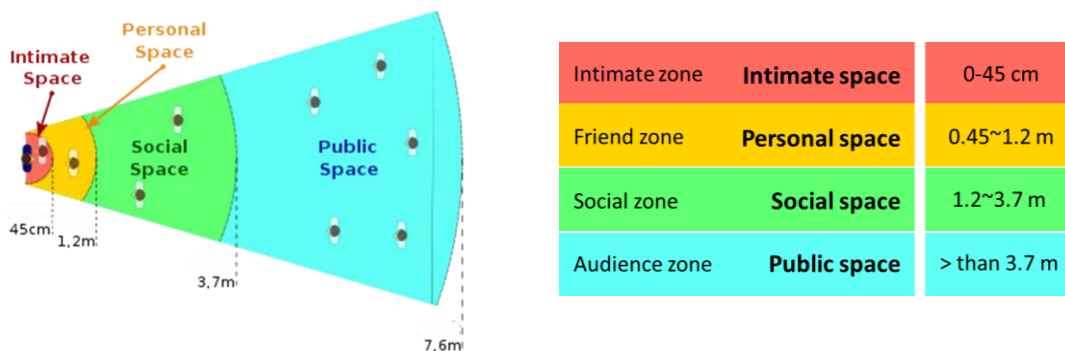 Personal
Space
Intimate
Space
Social
Space
Public
Space
45cm
1,2m
3,7m
7,6m
Intimate zone Intimate space 0-45 cm
Friend zone Personal space 0.45~1.2 m
Social zone Social space 1.2~3.7 m
Audience zone Public space > than 3.7 m